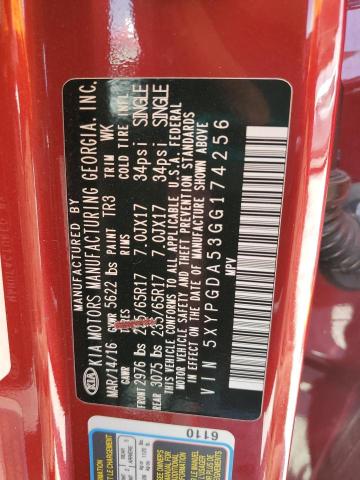 MANUFACTURED BY
KIA MOTORS MANUFACTURING GEORGIA. INC.
KIA
MAR/14/16 GVWR 5622 lbs PAINT TR3 TRIM WK
GAWR TIRES RIMS COLD TIRE INFL
FRONT 2976 lbs 235/65R17 7.0JX17 34psi SINGLE
REAR 3075 lbs 235/65R17 7.0JX17 34psi SINGLE
THIS VEHICLE CONFORMS TO ALL APPLICABLE U.S.A. FEDERAL
MOTOR VEHICLE SAFETY AND THEFT PREVENTION STANDARDS
IN EFFECT ON THE DATE OF MANUFACTURE SHOWN ABOVE
VIN 5XYPGDA53GG174256
MPV
6110